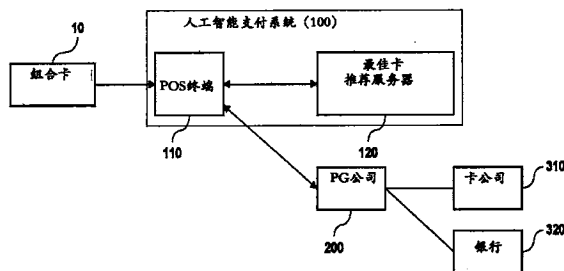 人工智能支付系统 (100)
10
组合卡
POS终端
最佳卡
推荐服务器
110
120
PG公司
卡公司
310
200
银行
320